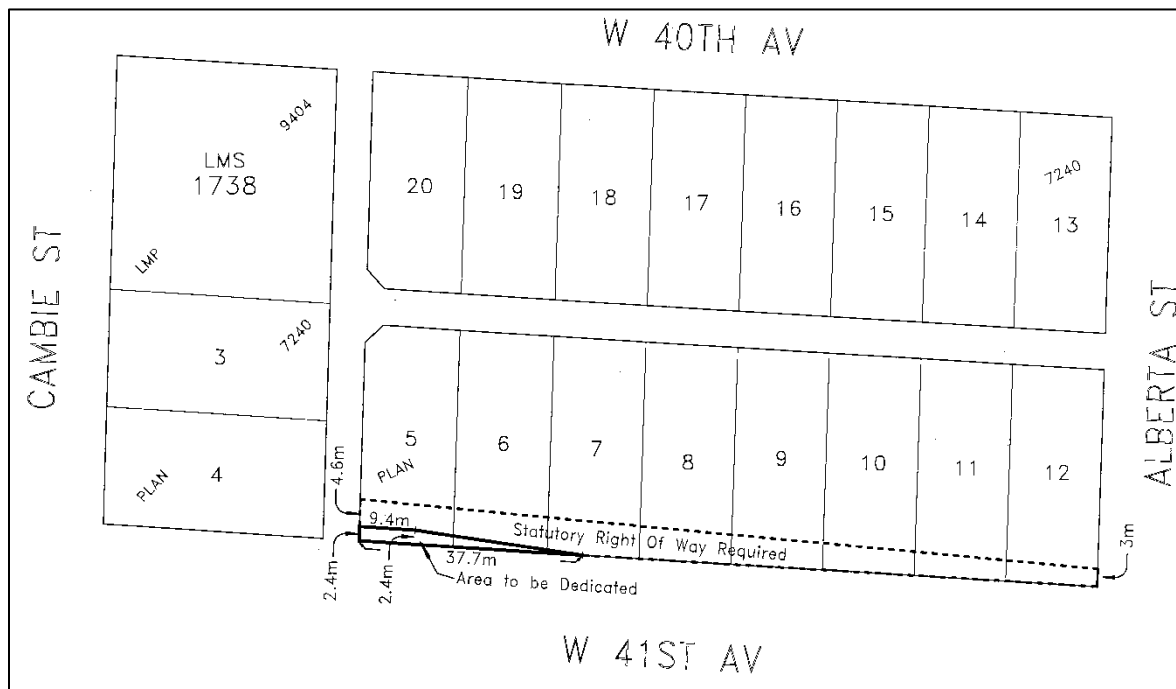 W 40TH AV
CAMBIE ST
ALBERTA ST
9404
LMS
1738
LMP
20
19
18
17
16
15
14
7240
13
3
7240
4
PLAN
5
PLAN
6
7
8
9
10
11
12
4.6m
9.4m
Statutory Right Of Way Required
3m
2.4m
2.4m
37.7m
Area to be Dedicated
W 41ST AV